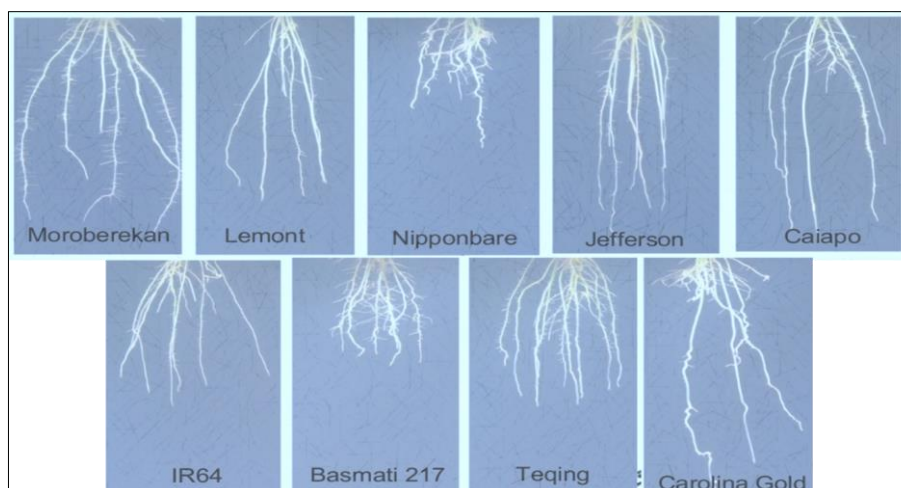 Moroberekan
Lemont
Nipponbare
Jefferson
Caiapo
IR64
Basmati 217
Teqing
Carolina Gold